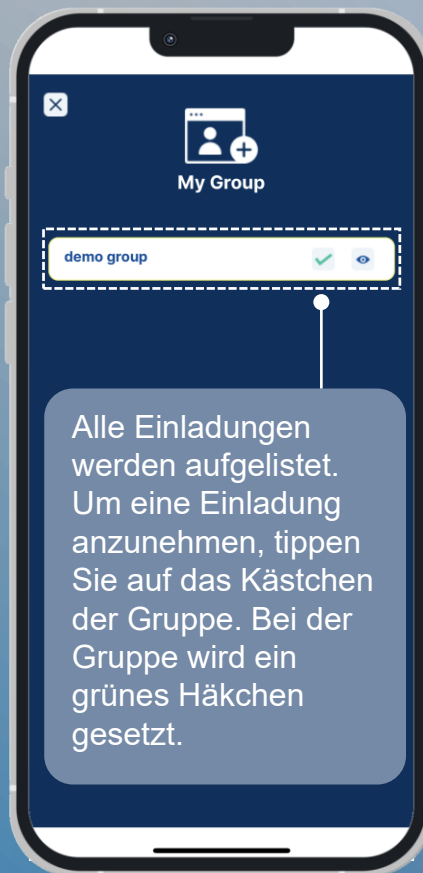 My Group
demo group
Alle Einladungen
werden aufgelistet.
Um eine Einladung
anzunehmen, tippen
Sie auf das Kästchen
der Gruppe. Bei der
Gruppe wird ein
grünes Häkchen
gesetzt.